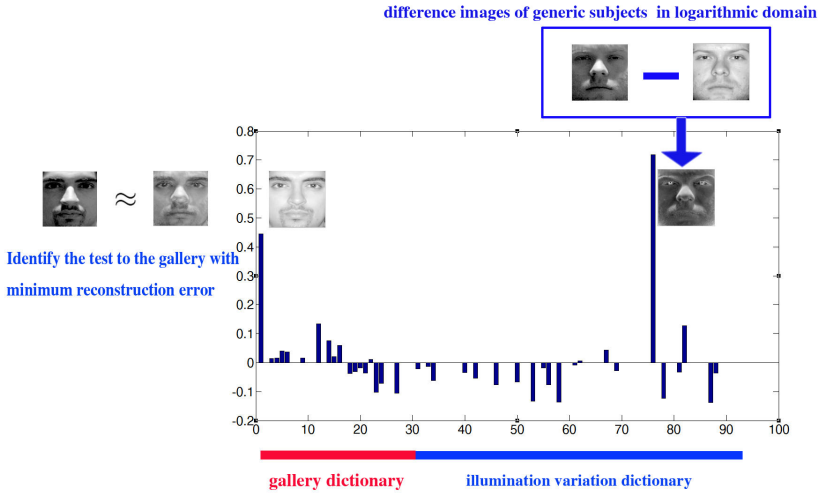 difference images of generic subjects in logarithmic domain
≈
Identify the test to the gallery with
minimum reconstruction error
0.8
0.7
0.6
0.5
0.4
0.3
0.2
0.1
0
-0.1
-0.2
0 10 20 30 40 50 60 70 80 90 100
gallery dictionary
illumination variation dictionary